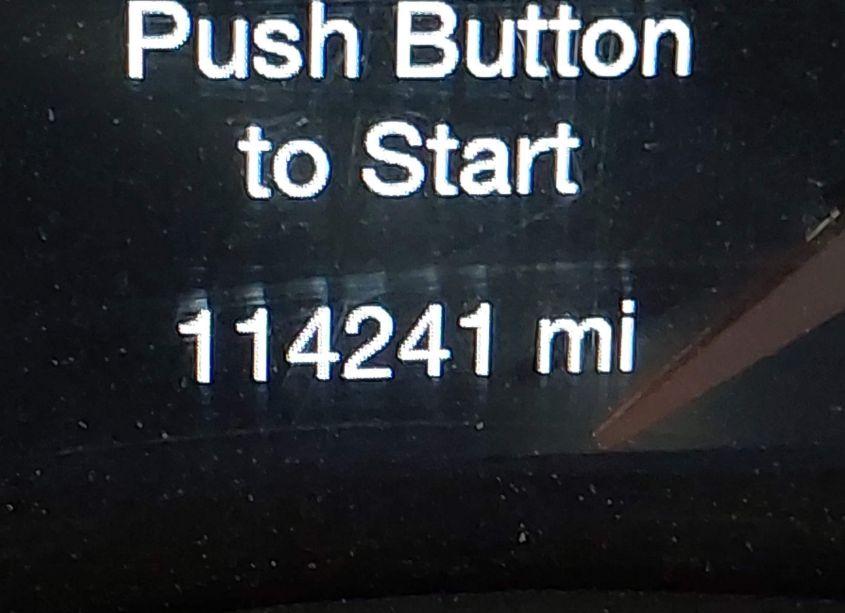 Push Button
to Start
114241 mi